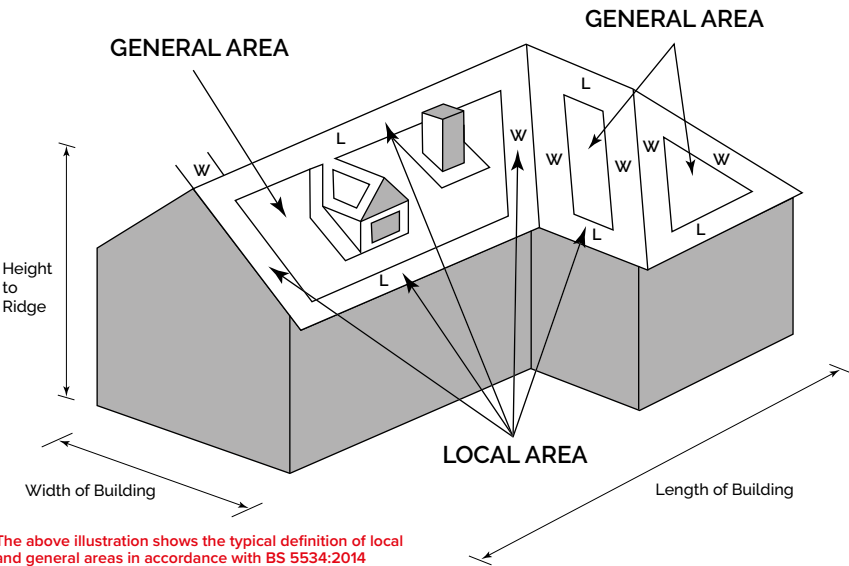 GENERAL AREA
GENERAL AREA
L
L
W
W
W
W
W
W
L
L
L
Height
to
Ridge
LOCAL AREA
Width of Building
Length of Building
The above illustration shows the typical definition of local
and general areas in accordance with BS 5534:2014